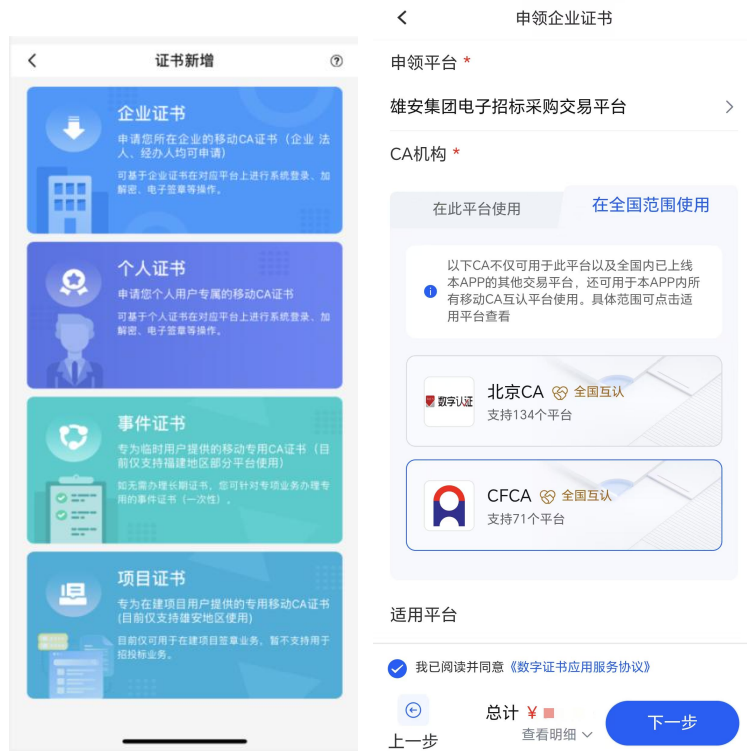 证书新增
企业证书
申请您所在企业的移动CA证书（企业 法
人、经办人均可申请）
可基于企业证书在对应平台上进行系统登录、加
解密、电子签章等操作。
个人证书
申请您个人用户专属的移动CA证书
可基于个人证书在对应平台上进行系统登录、加
解密、电子签章等操作。
事件证书
专为临时用户提供的移动专用CA证书（目
前仅支持福建地区部分平台使用）
如无需办理长期证书，您可针对专项业务办理专
用的事件证书（一次性）。
项目证书
专为在建项目用户提供的专用移动CA证书
(目前仅支持雄安地区使用)
目前仅可用于在建项目签章业务，暂不支持用于
招投标业务。
申领企业证书
申领平台 *
雄安集团电子招标采购交易平台
CA机构 *
在此平台使用
在全国范围使用
以下CA不仅可用于此平台以及全国内已上线
本APP的其他交易平台，还可用于本APP内所
有移动CA互认平台使用。具体范围可点击适
用平台查看
数字认证
北京CA 全国互认
支持134个平台
CFCA 全国互认
支持71个平台
适用平台
我已阅读并同意《数字证书应用服务协议》
上一步
总计 ¥
查看明细
下一步